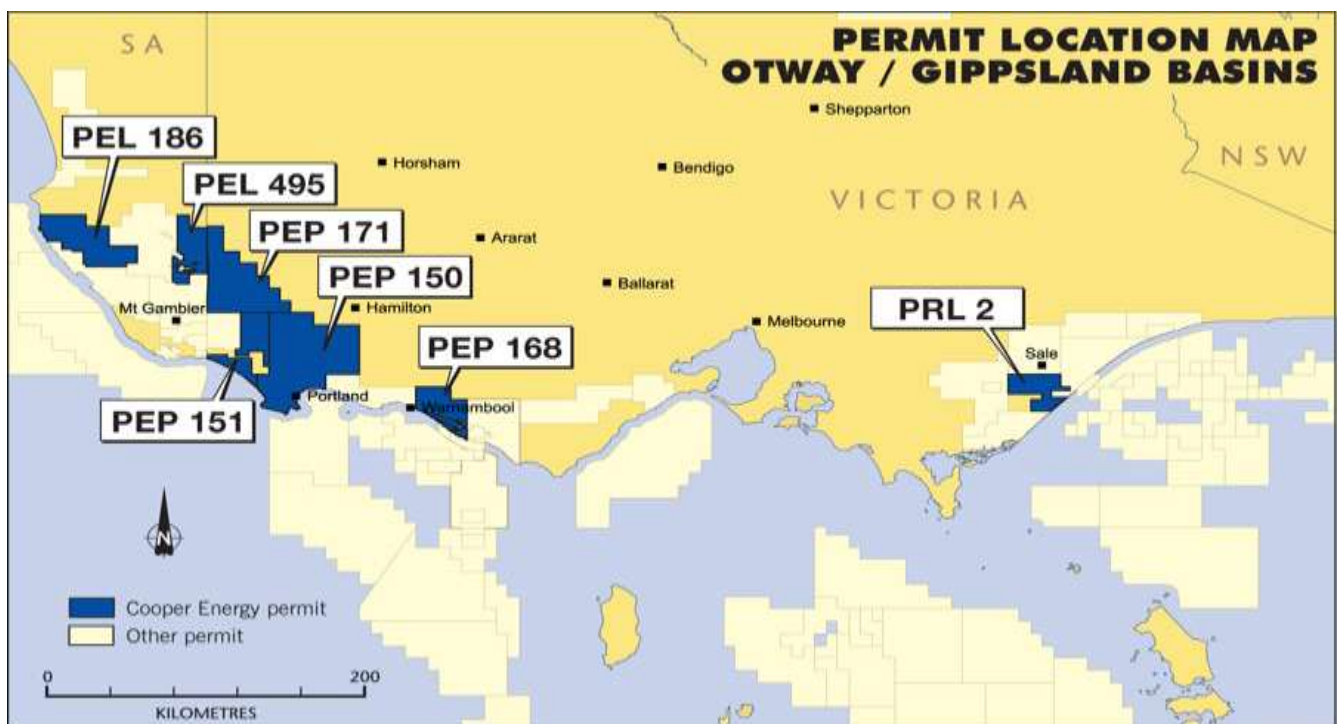 PERMIT LOCATION MAP
OTWAY / GIPPSLAND BASINS
SA
Shepparton
PEL 186
NSW
Horsham
Bendigo
PEL 495
VICTORIA
PEP 171
Ararat
PEP 150
Ballarat
Mt Gambier
Hamilton
PRL 2
Melbourne
PEP 168
Sale
Portland
Warnambool
PEP 151
N
Cooper Energy permit
Other permit
0 200
KILOMETRES